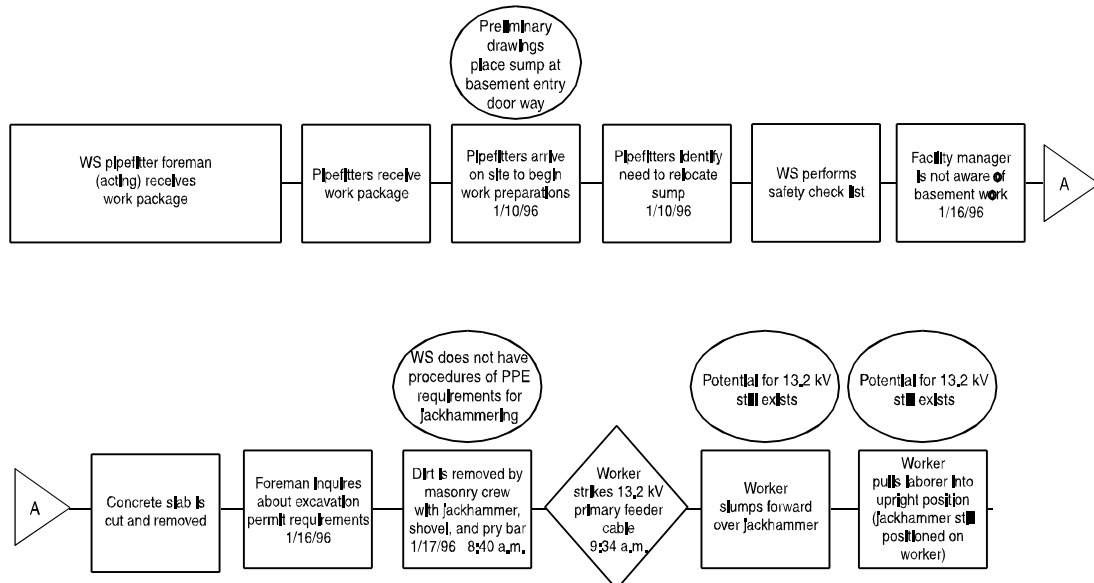 Preliminary
drawings
place sump at
basement entry
door way
WS pipefitter foreman
(acting) receives
work package
Pipefitters receive
work package
Pipefitters arrive
on site to begin
work preparations
1/10/96
Pipefitters identify
need to relocate
sump
1/10/96
WS performs
safety check list
Facility manager
is not aware of
basement work
1/16/96
A
WS does not have
procedures of PPE
requirements for
jackhammering
Potential for 13.2 kV
still exists
Potential for 13.2 kV
still exists
A
Concrete slab is
cut and removed
Foreman inquires
about excavation
permit requirements
1/16/96
Dirt is removed by
masonry crew
with jackhammer,
shovel, and pry bar
1/17/96 8:40 a.m.
Worker
strikes 13.2 kV
primary feeder
cable
9:34 a.m.
Worker
slumps forward
over jackhammer
Worker
pulls laborer into
upright position
(jackhammer still
positioned on
worker)